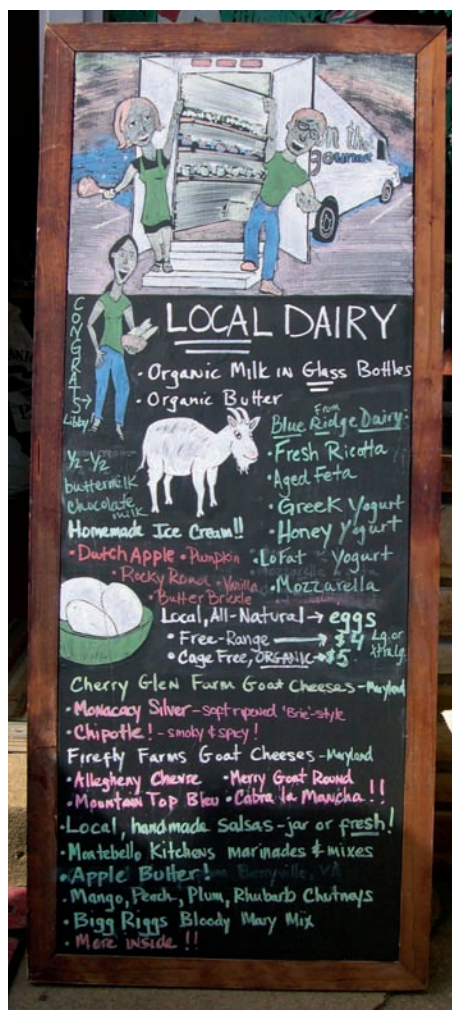 on the
Gourmet
CONGRATS →
Libby!
LOCAL DAIRY
• Organic Milk IN Glass Bottles
• Organic Butter
From
Blue Ridge Dairy:
• Fresh Ricotta
• Aged Feta
• Greek Yogurt
• Honey Yogurt
• LoFat Yogurt
• Mozzarella
½ - ½
buttermilk
Chocolate
milk
Homemade Ice Cream!!
• Dutch Apple • Pumpkin
• Rocky Road • Vanilla
• Butter Brickle
Local, All-Natural → eggs
• Free-Range → $4 Lg. or
• Cage Free, ORGANIC → $5 xtra lg.
Cherry Glen Farm Goat Cheeses - Maryland
• Monacacy Silver - soft ripened 'Brie'-style
• Chipotle! - smoky & spicy!
Firefly Farms Goat Cheeses - Maryland
• Allegheny Chevre • Merry Goat Round
• Mountain Top Bleu • Cabra la Mancha!!
• Local, handmade salsas - jar or fresh!
• Montebello Kitchens marinades & mixes
• Apple Butter! Berryville, VA
• Mango, Peach, Plum, Rhubarb Chutneys
• Bigg Riggs Bloody Mary Mix
• More inside!!